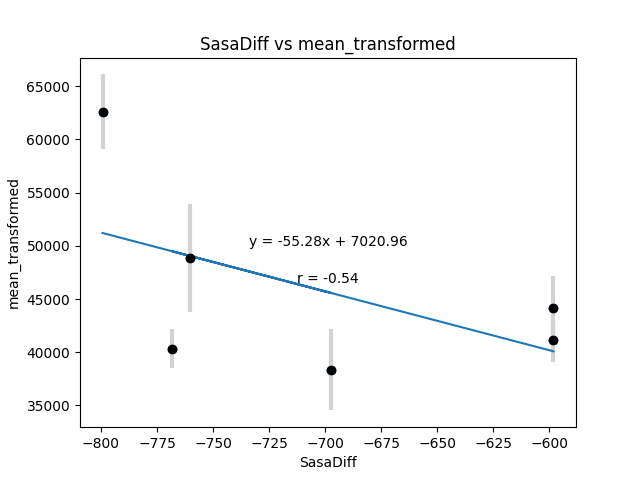 SasaDiff vs mean_transformed
65000
60000
55000
50000
45000
40000
35000
mean_transformed
y = -55.28x + 7020.96
r = -0.54
−800 −775 −750 −725 −700 −675 −650 −625 −600
SasaDiff